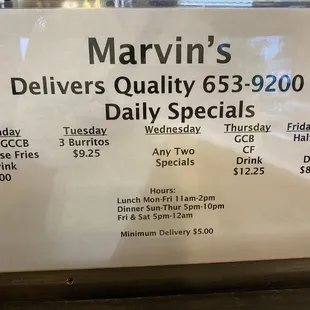 Marvin's
Delivers Quality 653-9200
Daily Specials
Tuesday
3 Burritos
$9.25
Wednesday
Any Two
Specials
Thursday
GCB
CF
Drink
$12.25
Hours:
Lunch Mon-Fri 11am-2pm
Dinner Sun-Thur 5pm-10pm
Fri & Sat 5pm-12am
Minimum Delivery $5.00